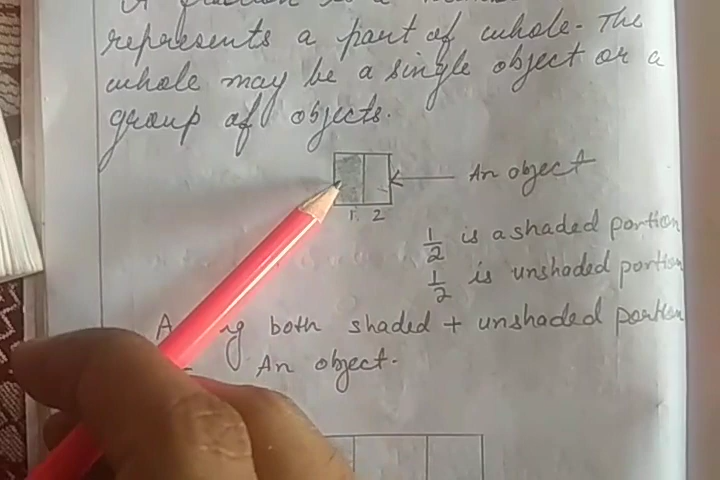 represents a part of whole. The
whole may be a single object or a
group of objects.
An object
1 2
1/2 is a shaded portion
1/2 is unshaded portion
both shaded + unshaded portion
An object.